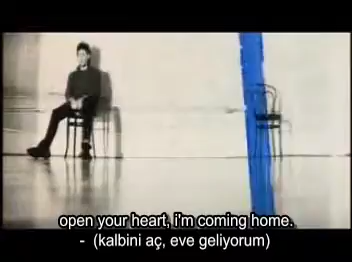 open your heart, i'm coming home.
-  (kalbini aç, eve geliyorum)